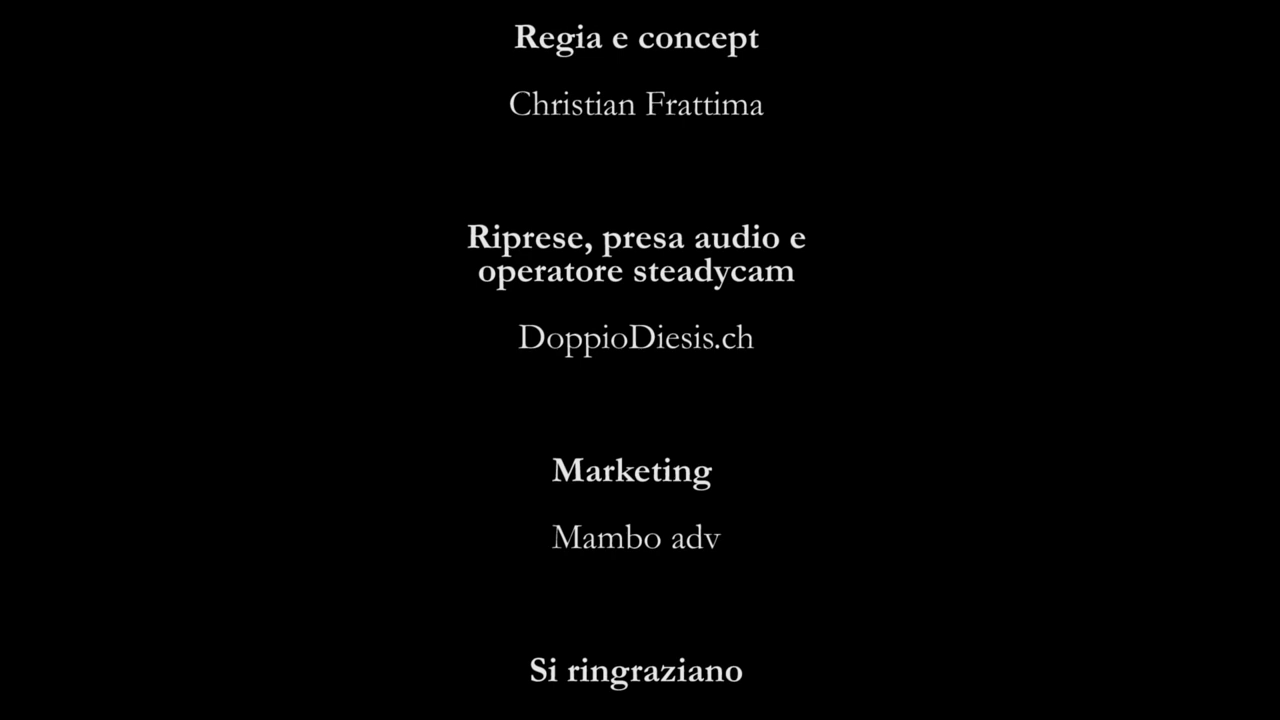 Regia e concept
Christian Frattima
Riprese, presa audio e
operatore steadycam
DoppioDiesis.ch
Marketing
Mambo adv
Si ringraziano